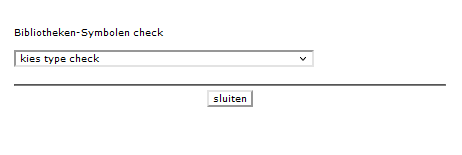 Bibliotheken-Symbolen check
kies type check
sluiten